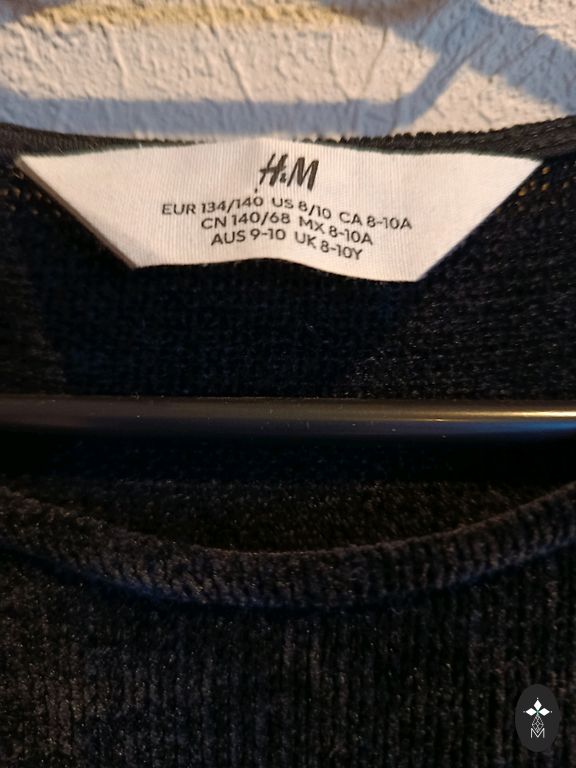 H&M
EUR 134/140 US 8/10 CA 8-10A
CN 140/68 MX 8-10A
AUS 9-10 UK 8-10Y
M